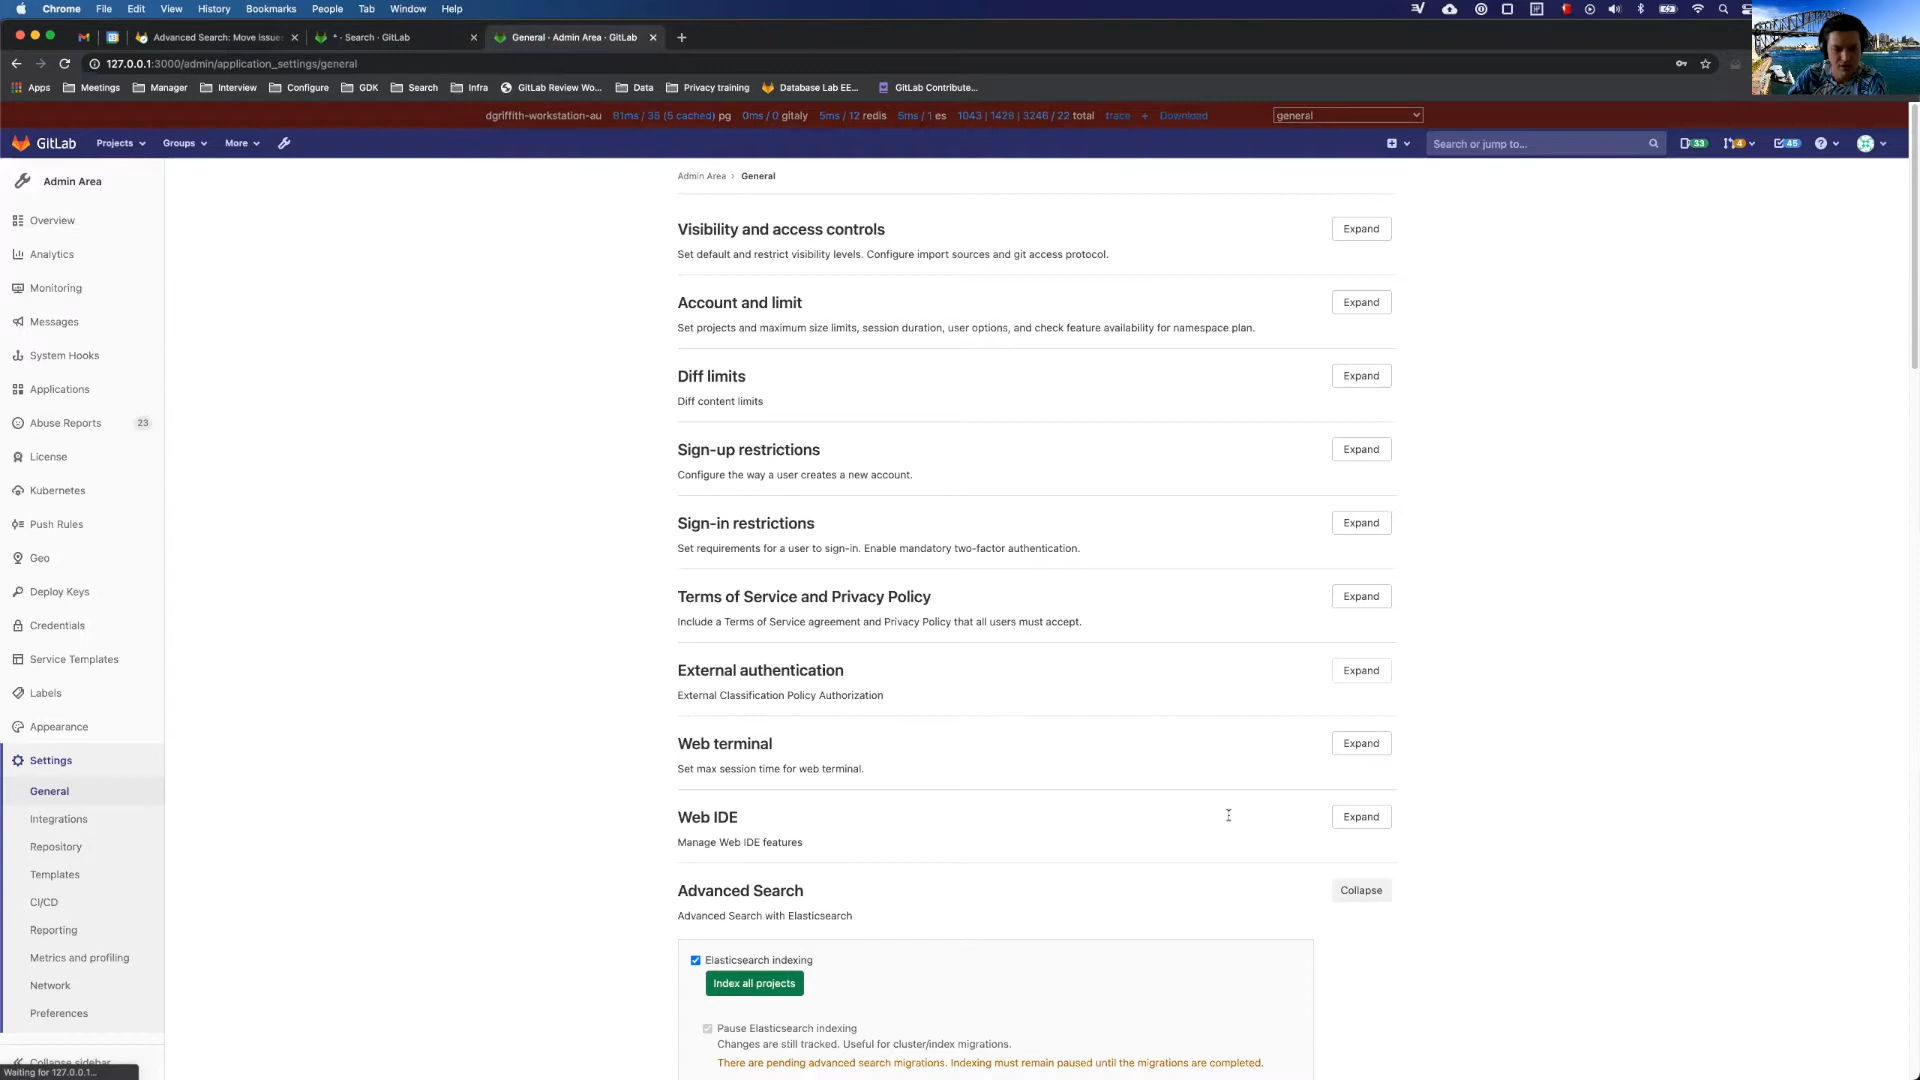 Chrome File Edit View History Bookmarks People Tab Window Help
Advanced Search: Move issues
* · Search · GitLab
General · Admin Area · GitLab
127.0.0.1:3000/admin/application_settings/general
Apps Meetings Manager Interview Configure GDK Search Infra GitLab Review Wo... Data Privacy training Database Lab EE... GitLab Contribute...
dgriffith-workstation-au 81ms / 35 (5 cached) pg 0ms / 0 gitaly 5ms / 12 redis 5ms / 1 es 1043 | 1428 | 3246 / 22 total trace + Download general
GitLab Projects Groups More Search or jump to... 33 4 45
Admin Area
Overview
Analytics
Monitoring
Messages
System Hooks
Applications
Abuse Reports 23
License
Kubernetes
Push Rules
Geo
Deploy Keys
Credentials
Service Templates
Labels
Appearance
Settings
General
Integrations
Repository
Templates
CI/CD
Reporting
Metrics and profiling
Network
Preferences
Collapse sidebar
Waiting for 127.0.0.1...
Admin Area > General
Visibility and access controls Expand
Set default and restrict visibility levels. Configure import sources and git access protocol.
Account and limit Expand
Set projects and maximum size limits, session duration, user options, and check feature availability for namespace plan.
Diff limits Expand
Diff content limits
Sign-up restrictions Expand
Configure the way a user creates a new account.
Sign-in restrictions Expand
Set requirements for a user to sign-in. Enable mandatory two-factor authentication.
Terms of Service and Privacy Policy Expand
Include a Terms of Service agreement and Privacy Policy that all users must accept.
External authentication Expand
External Classification Policy Authorization
Web terminal Expand
Set max session time for web terminal.
Web IDE Expand
Manage Web IDE features
Advanced Search Collapse
Advanced Search with Elasticsearch
Elasticsearch indexing
Index all projects
Pause Elasticsearch indexing
Changes are still tracked. Useful for cluster/index migrations.
There are pending advanced search migrations. Indexing must remain paused until the migrations are completed.